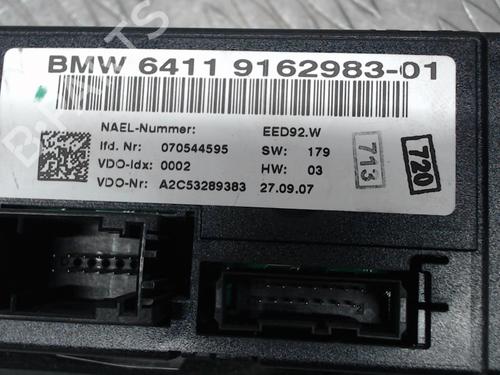 BMW 6411 9162983-01
NAEL-Nummer: EED92.W
lfd. Nr: 070544595 SW: 179
VDO-Idx: 0002 HW: 03
VDO-Nr: A2C53289383 27.09.07
713
720
B-PARTS